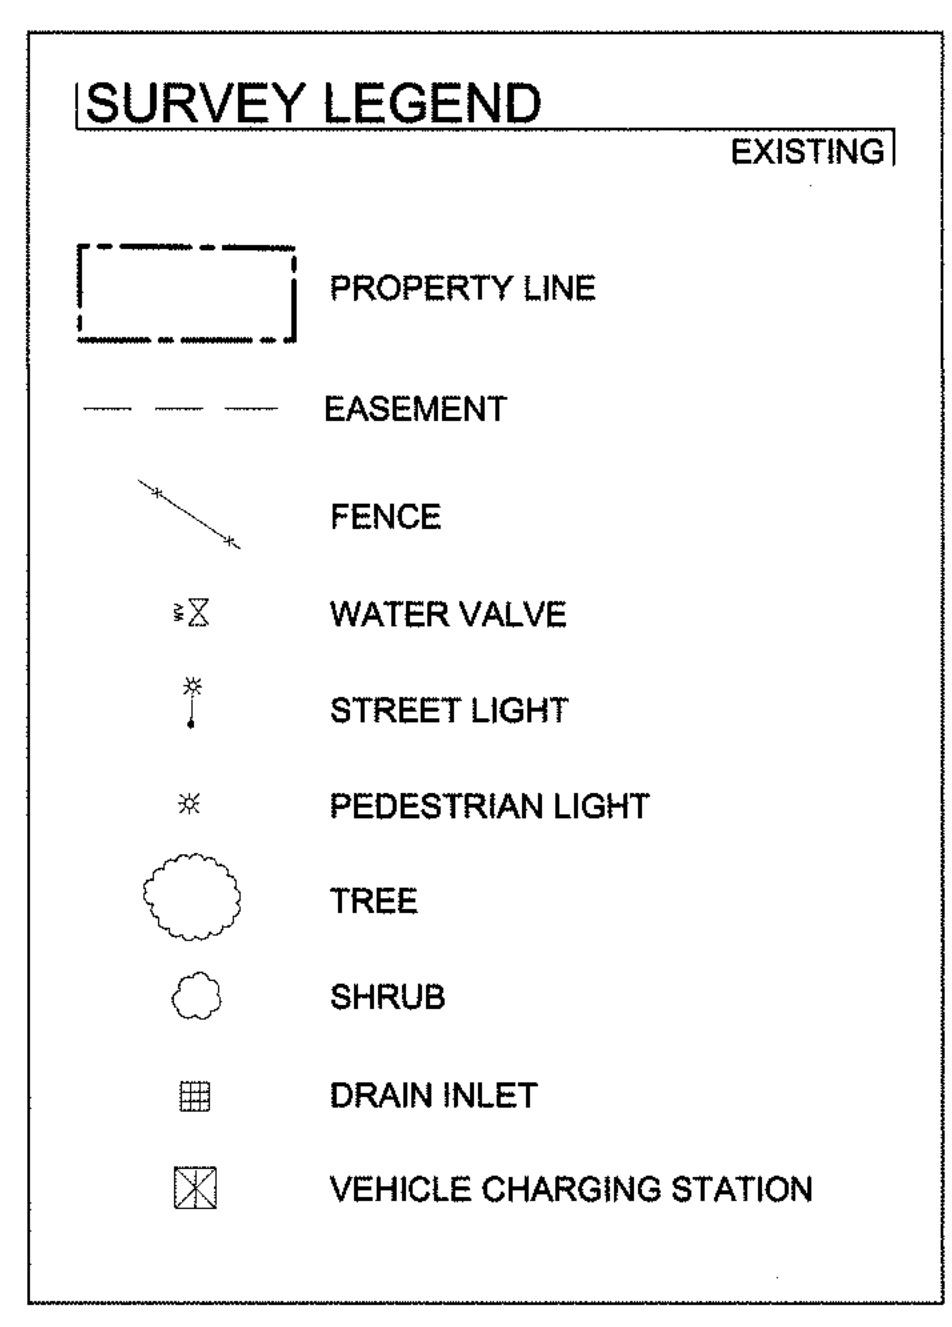 SURVEY LEGEND
EXISTING
PROPERTY LINE
EASEMENT
FENCE
WATER VALVE
STREET LIGHT
PEDESTRIAN LIGHT
TREE
SHRUB
DRAIN INLET
VEHICLE CHARGING STATION